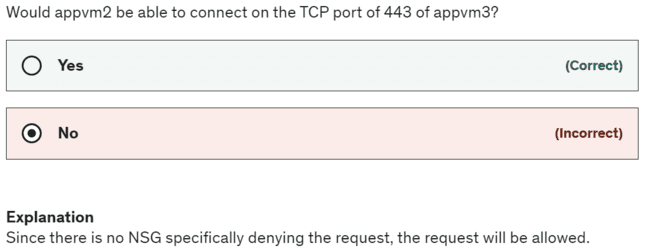 Would appvm2 be able to connect on the TCP port of 443 of appvm3?
Yes (Correct)
No (Incorrect)
Explanation
Since there is no NSG specifically denying the request, the request will be allowed.